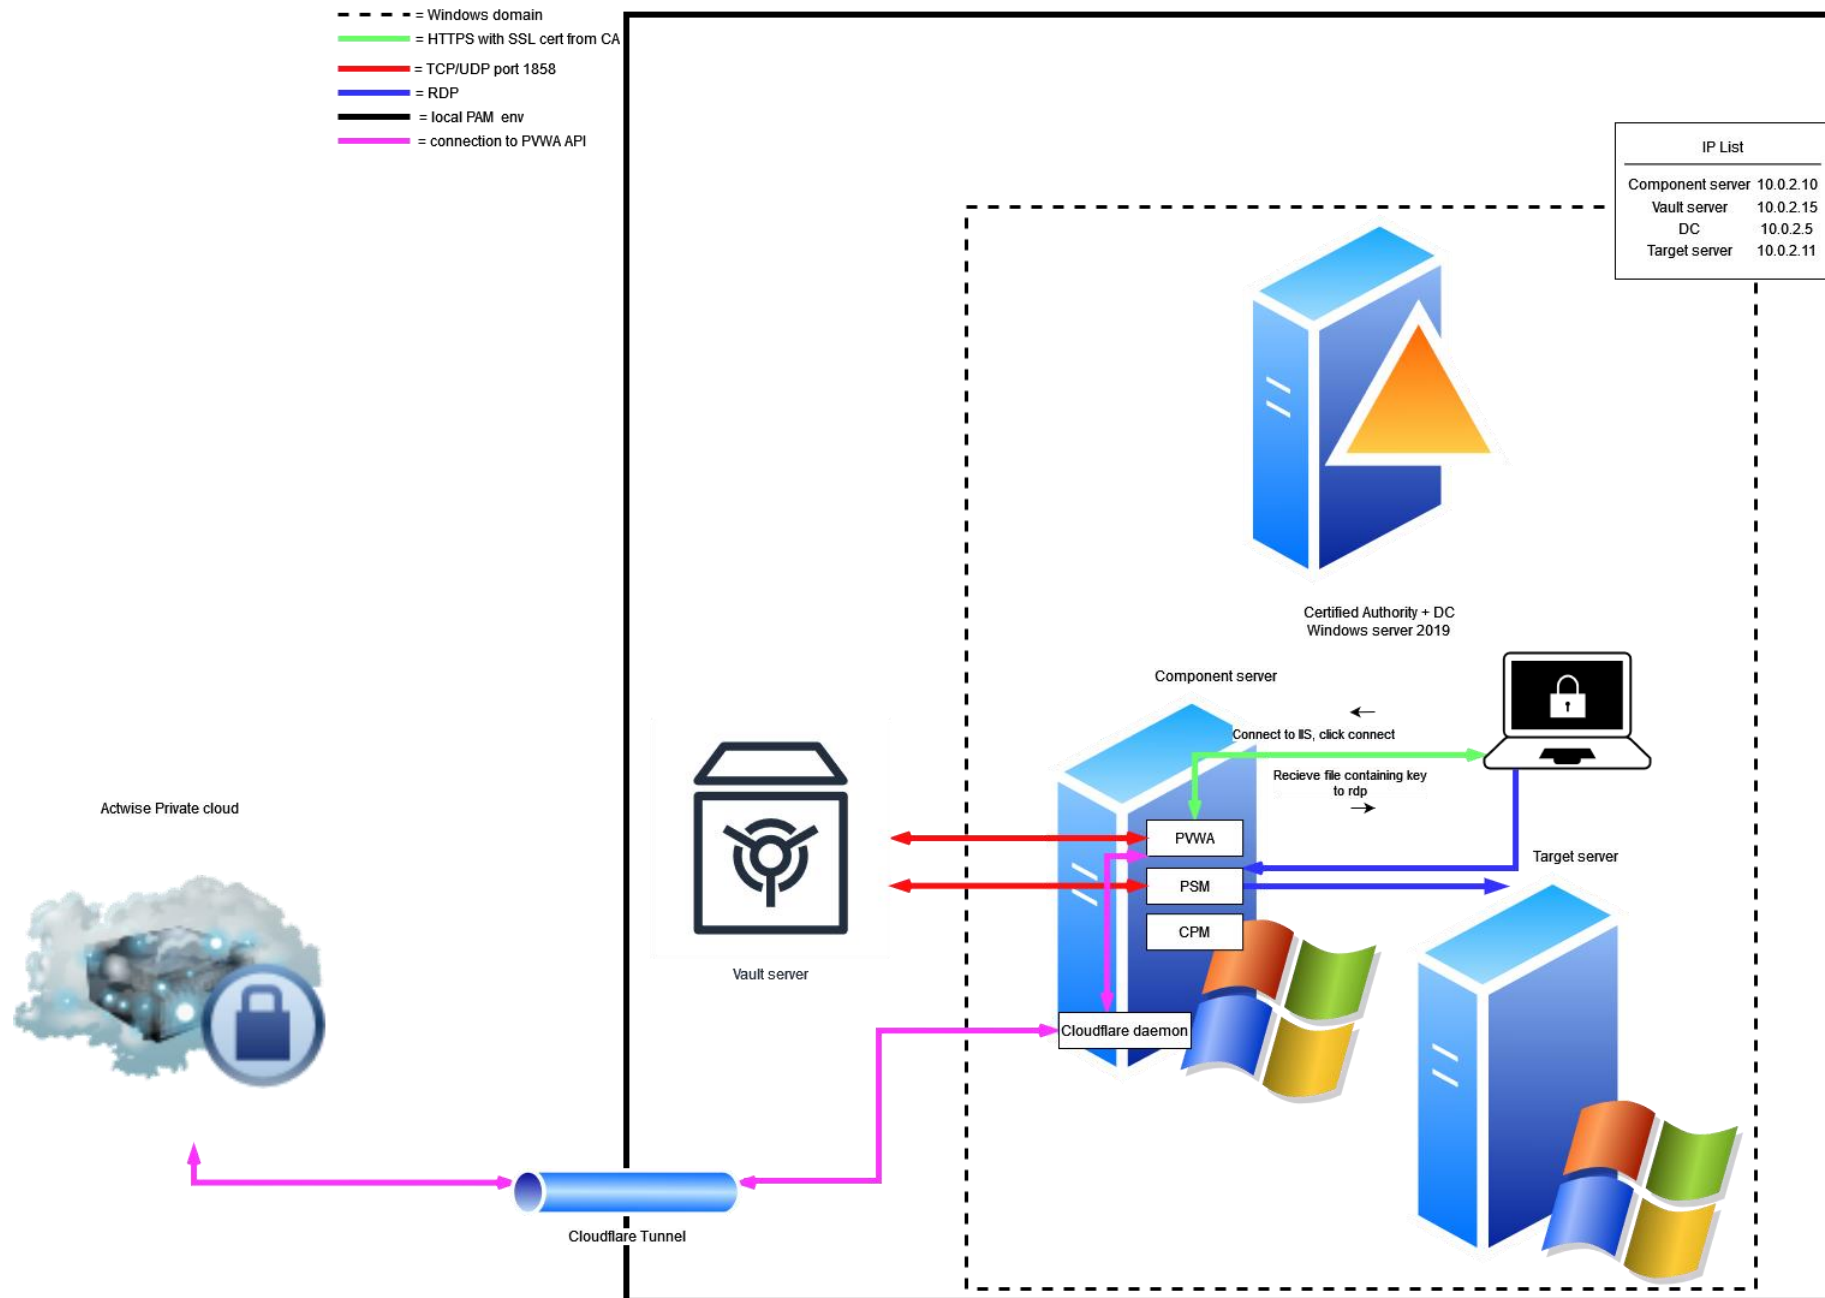 = Windows domain
= HTTPS with SSL cert from CA
= TCP/UDP port 1858
= RDP
= local PAM env
= connection to PVWA API
IP List
Component server 10.0.2.10
Vault server 10.0.2.15
DC 10.0.2.5
Target server 10.0.2.11
Certified Authority + DC
Windows server 2019
Component server
Connect to IIS, click connect
Recieve file containing key
to rdp
Actwise Private cloud
PVWA
Target server
PSM
CPM
Vault server
Cloudflare daemon
Cloudflare Tunnel